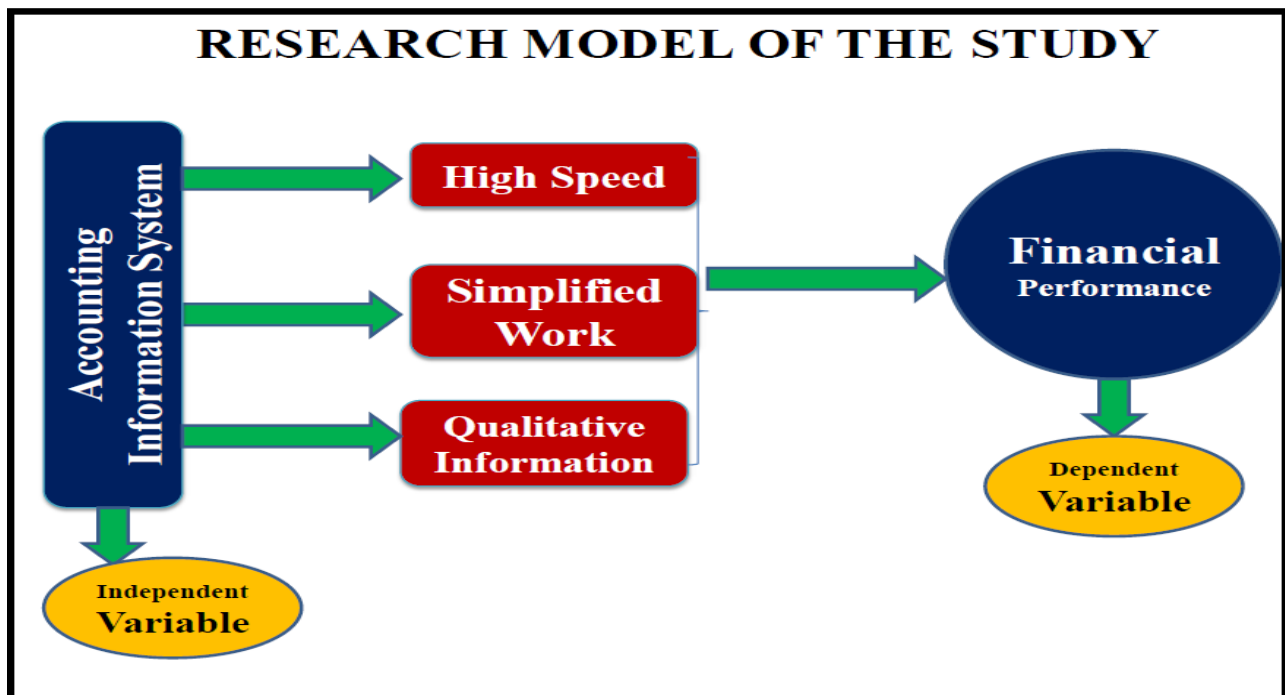 RESEARCH MODEL OF THE STUDY
Accounting
Information System
High Speed
Simplified
Work
Qualitative
Information
Financial
Performance
Dependent
Variable
Independent
Variable